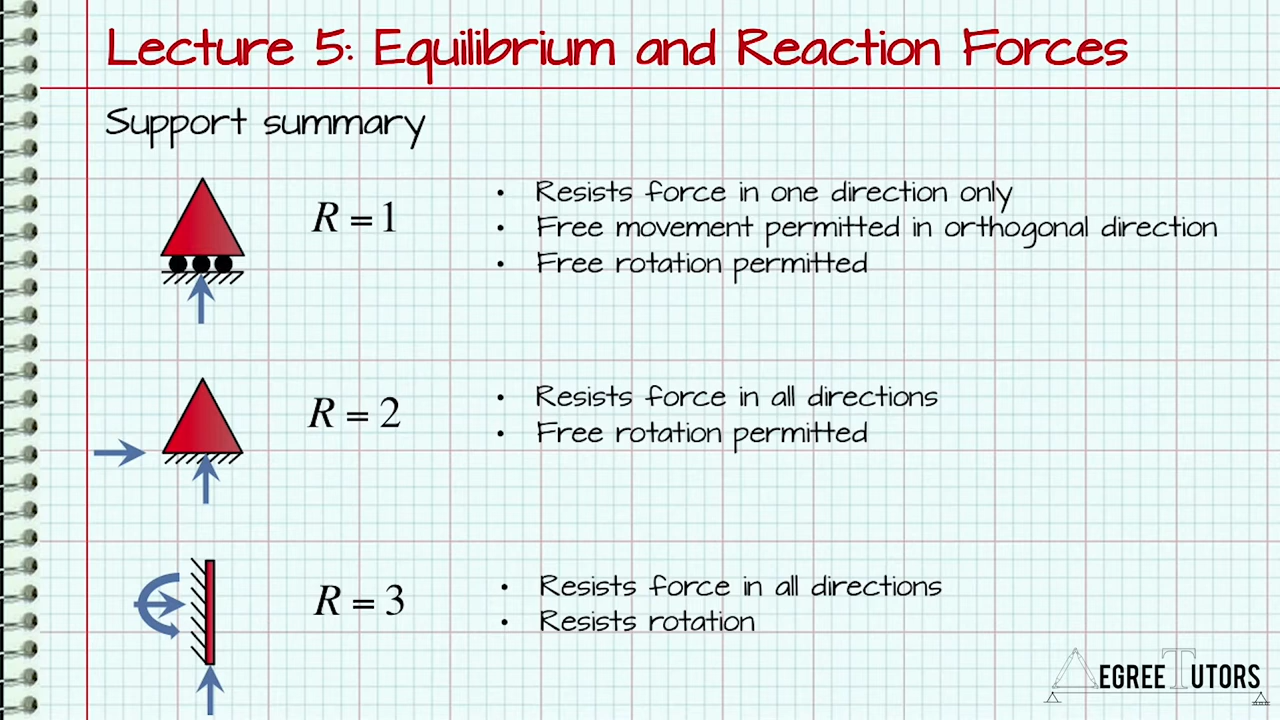 Lecture 5: Equilibrium and Reaction Forces
Support summary
R = 1
• Resists force in one direction only
• Free movement permitted in orthogonal direction
• Free rotation permitted
R = 2
• Resists force in all directions
• Free rotation permitted
R = 3
• Resists force in all directions
• Resists rotation
DEGREE TUTORS